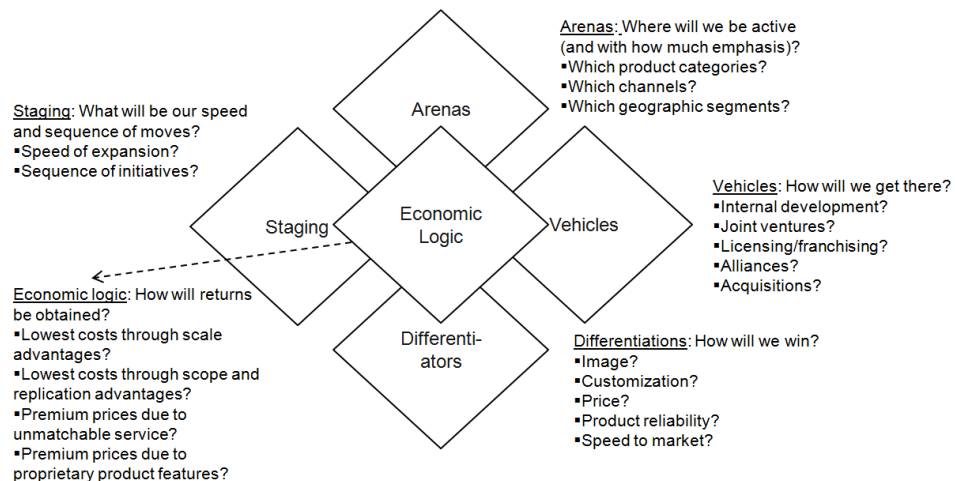 Arenas: Where will we be active
(and with how much emphasis)?
▪Which product categories?
▪Which channels?
▪Which geographic segments?
Staging: What will be our speed
and sequence of moves?
▪Speed of expansion?
▪Sequence of initiatives?
Arenas
Staging
Economic
Logic
Vehicles
Differenti-
ators
Vehicles: How will we get there?
▪Internal development?
▪Joint ventures?
▪Licensing/franchising?
▪Alliances?
▪Acquisitions?
Economic logic: How will returns
be obtained?
▪Lowest costs through scale
advantages?
▪Lowest costs through scope and
replication advantages?
▪Premium prices due to
unmatchable service?
▪Premium prices due to
proprietary product features?
Differentiations: How will we win?
▪Image?
▪Customization?
▪Price?
▪Product reliability?
▪Speed to market?